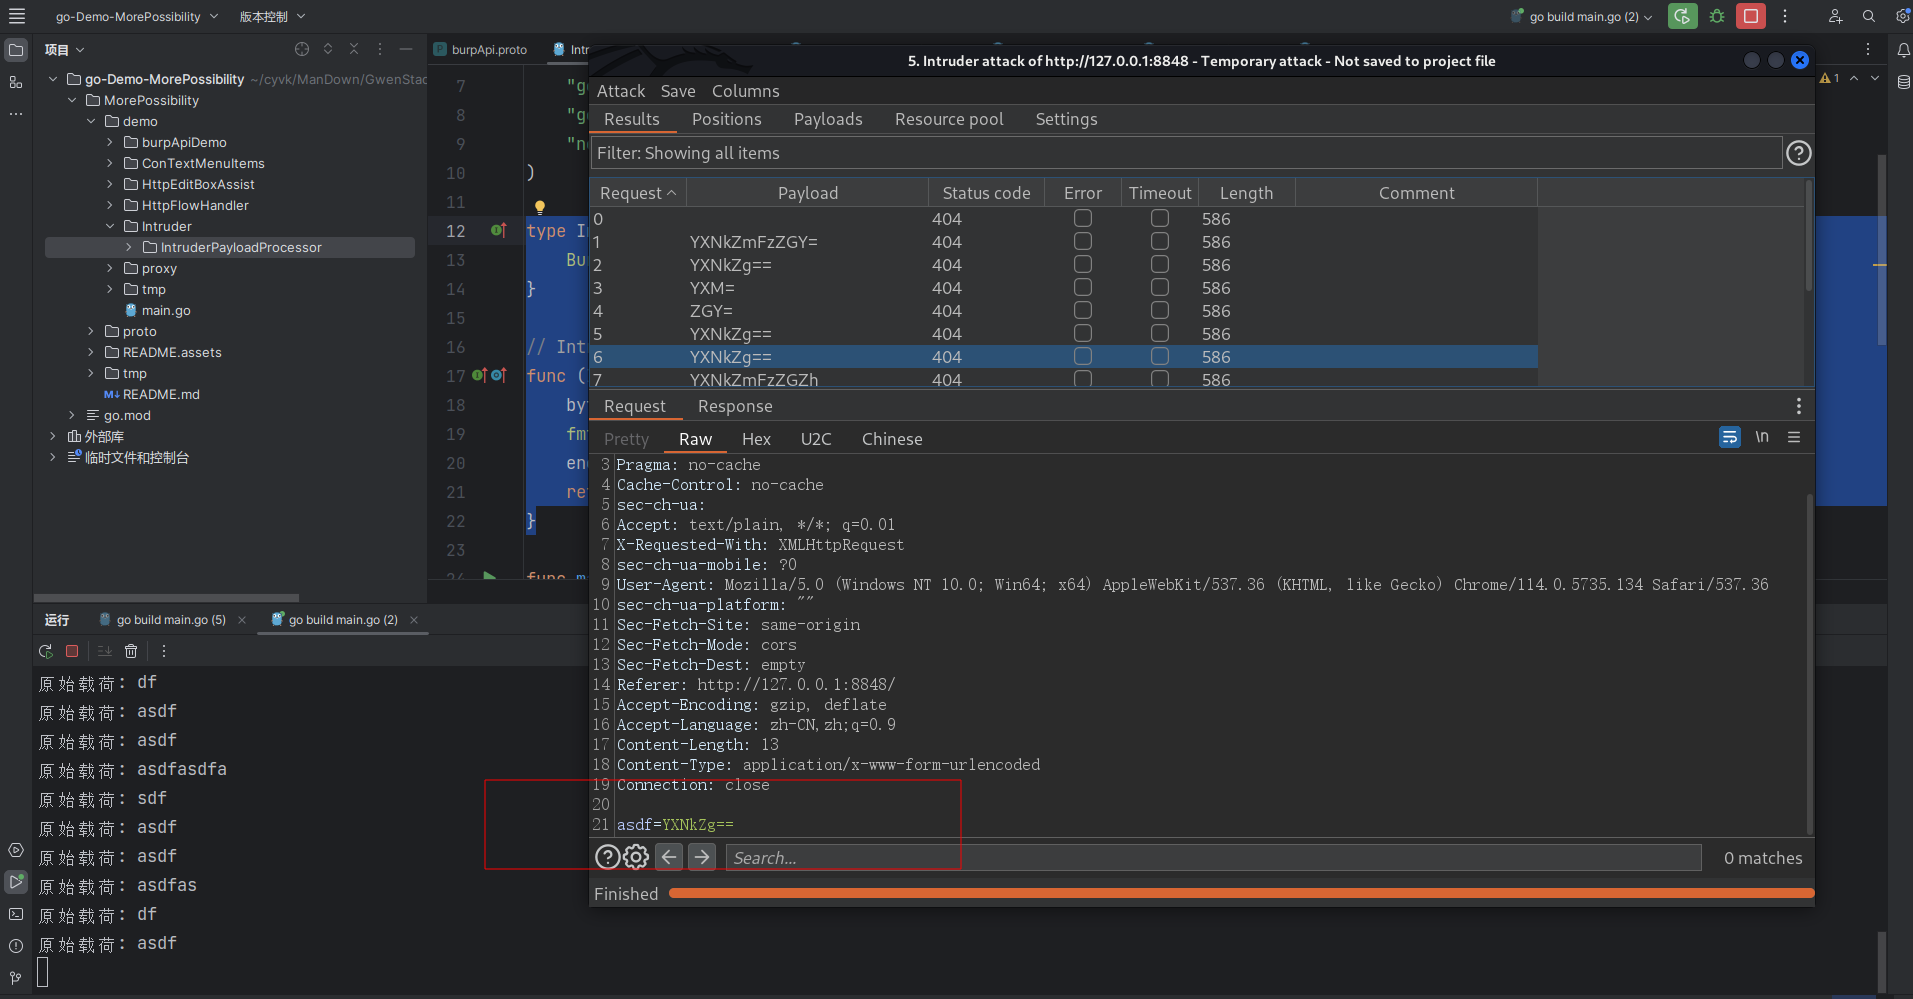 go-Demo-MorePossibility 版本控制 go build main.go (2)
项目
burpApi.proto
go-Demo-MorePossibility ~/cyvk/ManDown/GwenStac
MorePossibility
demo
burpApiDemo
ConTextMenuItems
HttpEditBoxAssist
HttpFlowHandler
Intruder
IntruderPayloadProcessor
proxy
tmp
main.go
proto
README.assets
tmp
README.md
go.mod
外部库
临时文件和控制台
1
7
8
9
10 )
11
12 type
13
14 }
15
16 //
17 func (
18
19
20
21
22 }
23
5. Intruder attack of http://127.0.0.1:8848 - Temporary attack - Not saved to project file
Attack Save Columns
Results Positions Payloads Resource pool Settings
Filter: Showing all items
Request Payload Status code Error Timeout Length Comment
0 404 586
1 YXNkZmFzZGY= 404 586
2 YXNkZg== 404 586
3 YXM= 404 586
4 ZGY= 404 586
5 YXNkZg== 404 586
6 YXNkZg== 404 586
7 YXNkZmFzZGZh 404 586
Request Response
Pretty Raw Hex U2C Chinese
\n
3 Pragma: no-cache
4 Cache-Control: no-cache
5 sec-ch-ua:
6 Accept: text/plain, */*; q=0.01
7 X-Requested-With: XMLHttpRequest
8 sec-ch-ua-mobile: ?0
9 User-Agent: Mozilla/5.0 (Windows NT 10.0; Win64; x64) AppleWebKit/537.36 (KHTML, like Gecko) Chrome/114.0.5735.134 Safari/537.36
10 sec-ch-ua-platform: ""
11 Sec-Fetch-Site: same-origin
12 Sec-Fetch-Mode: cors
13 Sec-Fetch-Dest: empty
14 Referer: http://127.0.0.1:8848/
15 Accept-Encoding: gzip, deflate
16 Accept-Language: zh-CN,zh;q=0.9
17 Content-Length: 13
18 Content-Type: application/x-www-form-urlencoded
19 Connection: close
20
21 asdf=YXNkZg==
Search... 0 matches
Finished
运行 go build main.go (5) go build main.go (2)
原始载荷: df
原始载荷: asdf
原始载荷: asdf
原始载荷: asdfasdfa
原始载荷: sdf
原始载荷: asdf
原始载荷: asdf
原始载荷: asdfas
原始载荷: df
原始载荷: asdf